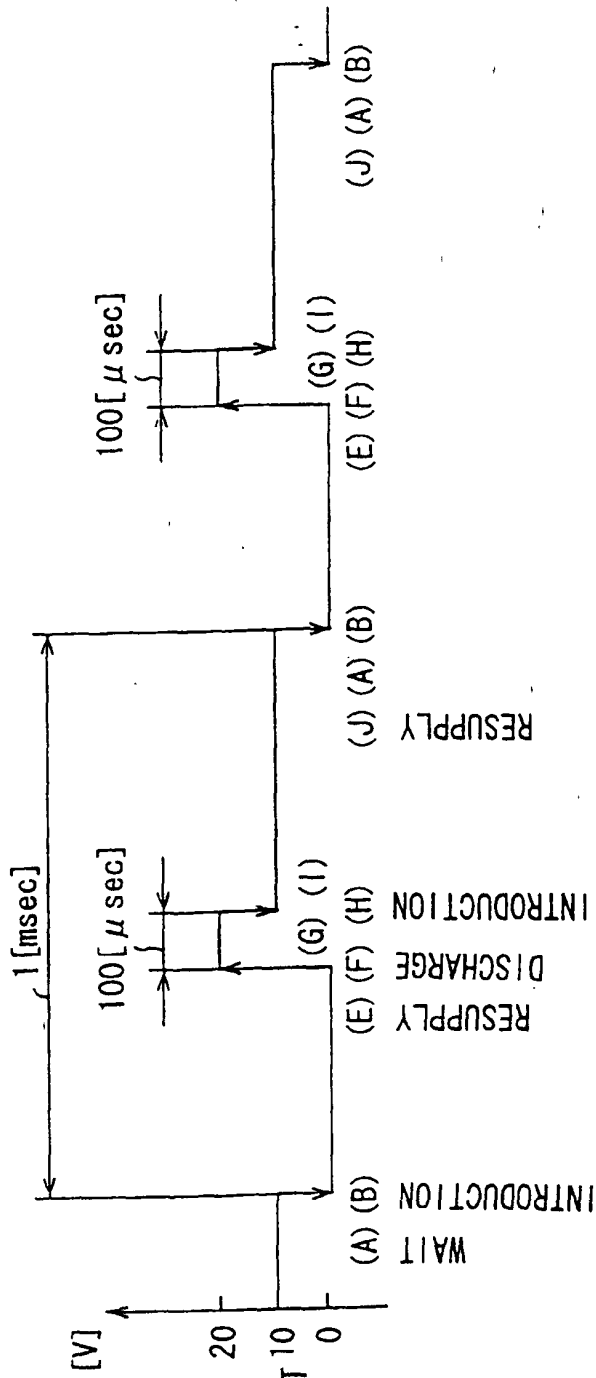 [V]
1[msec]
100[μsec]
100[μsec]
20
10
0
(G) (I)
(G) (I)
(A) (B)
(E) (F) (H)
(J) (A) (B)
(E) (F) (H)
(J) (A) (B)
WAIT
INTRODUCTION
RESUPPLY
DISCHARGE
INTRODUCTION
RESUPPLY